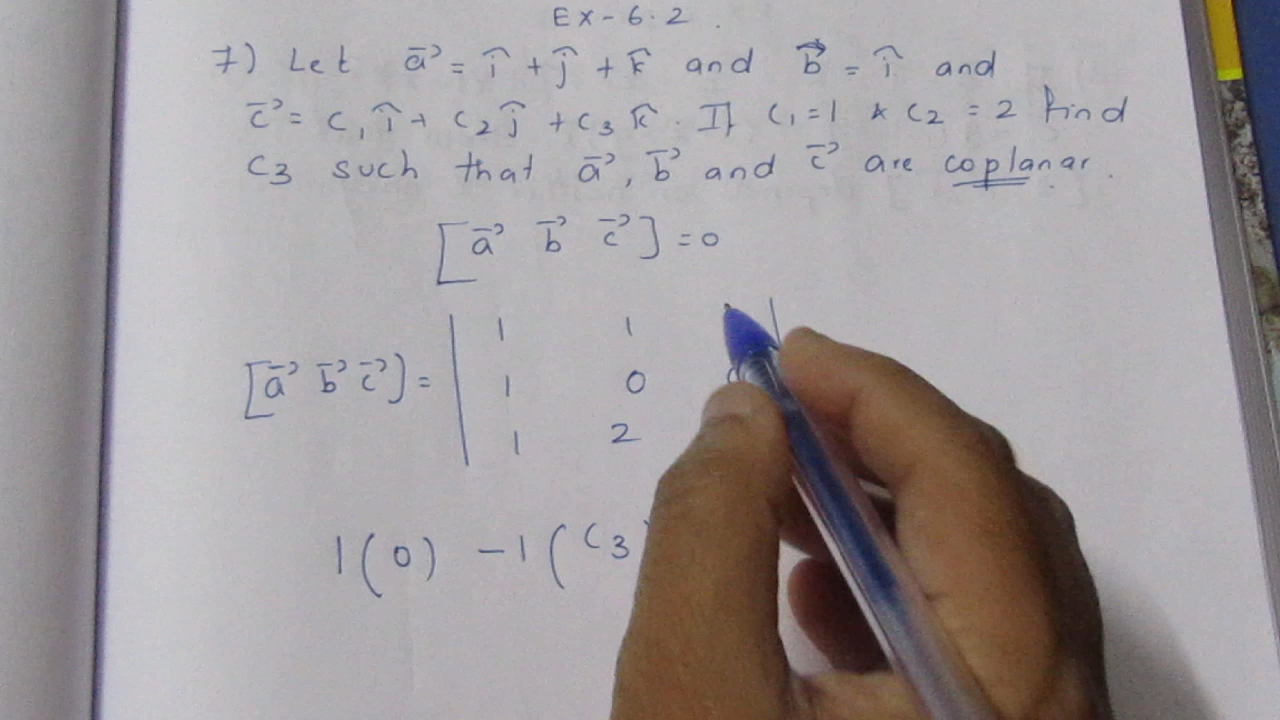 Ex-6.2.
7) Let a⃗ = î + ĵ + k̂ and b⃗ = î and
c⃗ = c₁î + c₂ĵ + c₃k̂. If c₁=1 & c₂ = 2 find
c₃ such that a⃗, b⃗ and c⃗ are coplanar.
[a⃗ b⃗ c⃗] = 0
1 1
[a⃗ b⃗ c⃗] = | 1 0
1 2
1(0) -1(c₃